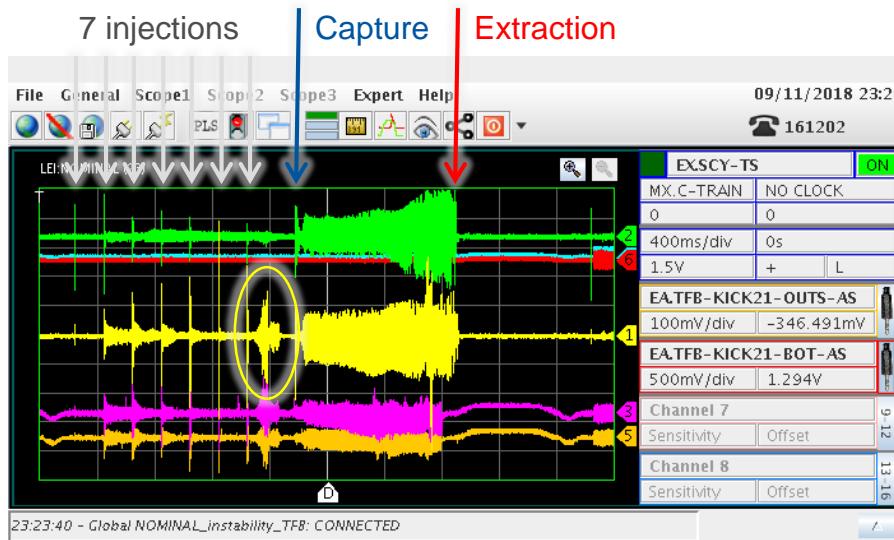 7 injections Capture Extraction
File General Scope1 Scope2 Scope3 Expert Help 09/11/2018 23:2
PLS 161202
LEI:NOMINAL
EX.SCY-TS ON
MX.C-TRAIN NO CLOCK
0 0
400ms/div 0s
1.5V + L
2
6
EA.TFB-KICK21-OUTS-AS
100mV/div -346.491mV
1
EA.TFB-KICK21-BOT-AS
500mV/div 1.294V
Channel 7
3
Sensitivity Offset
5
9-12
Channel 8
Sensitivity Offset
13-16
D
23:23:40 - Global NOMINAL_instability_TFB: CONNECTED